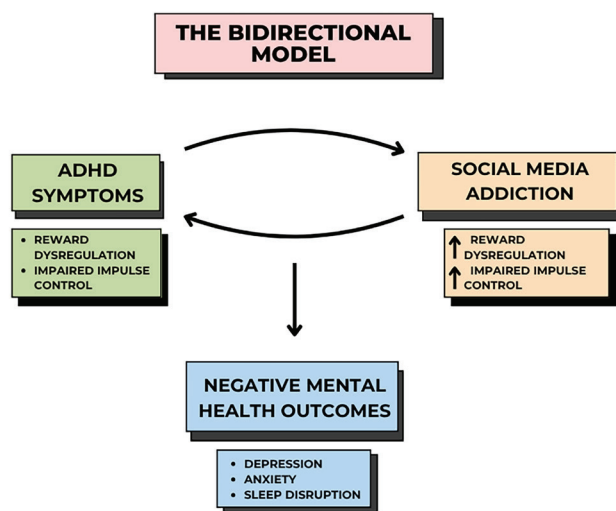 THE BIDIRECTIONAL
MODEL
ADHD
SYMPTOMS
• REWARD
DYSREGULATION
• IMPAIRED IMPULSE
CONTROL
SOCIAL MEDIA
ADDICTION
↑ REWARD
DYSREGULATION
↑ IMPAIRED IMPULSE
CONTROL
NEGATIVE MENTAL
HEALTH OUTCOMES
• DEPRESSION
• ANXIETY
• SLEEP DISRUPTION